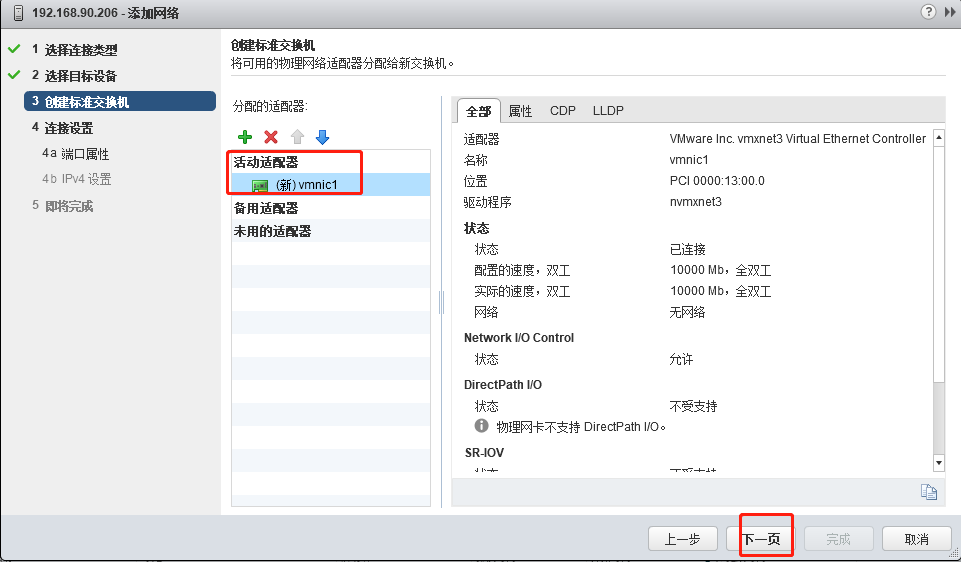 192.168.90.206 - 添加网络
1 选择连接类型
2 选择目标设备
3 创建标准交换机
4 连接设置
4a 端口属性
4b IPv4 设置
5 即将完成
创建标准交换机
将可用的物理网络适配器分配给新交换机。
分配的适配器:
活动适配器
(新) vmnic1
备用适配器
未用的适配器
全部 属性 CDP LLDP
适配器 VMware Inc. vmxnet3 Virtual Ethernet Controller
名称 vmnic1
位置 PCI 0000:13:00.0
驱动程序 nvmxnet3
状态
状态 已连接
配置的速度，双工 10000 Mb，全双工
实际的速度，双工 10000 Mb，全双工
网络 无网络
Network I/O Control
状态 允许
DirectPath I/O
状态 不受支持
物理网卡不支持 DirectPath I/O。
SR-IOV
上一步 下一页 完成 取消